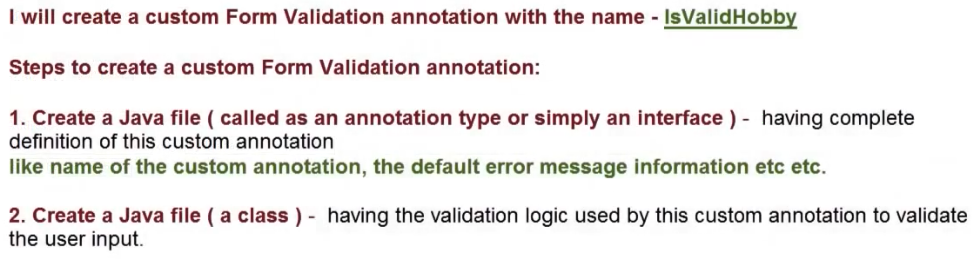 I will create a custom Form Validation annotation with the name - IsValidHobby
Steps to create a custom Form Validation annotation:
1. Create a Java file ( called as an annotation type or simply an interface ) - having complete
definition of this custom annotation
like name of the custom annotation, the default error message information etc etc.
2. Create a Java file ( a class ) - having the validation logic used by this custom annotation to validate
the user input.